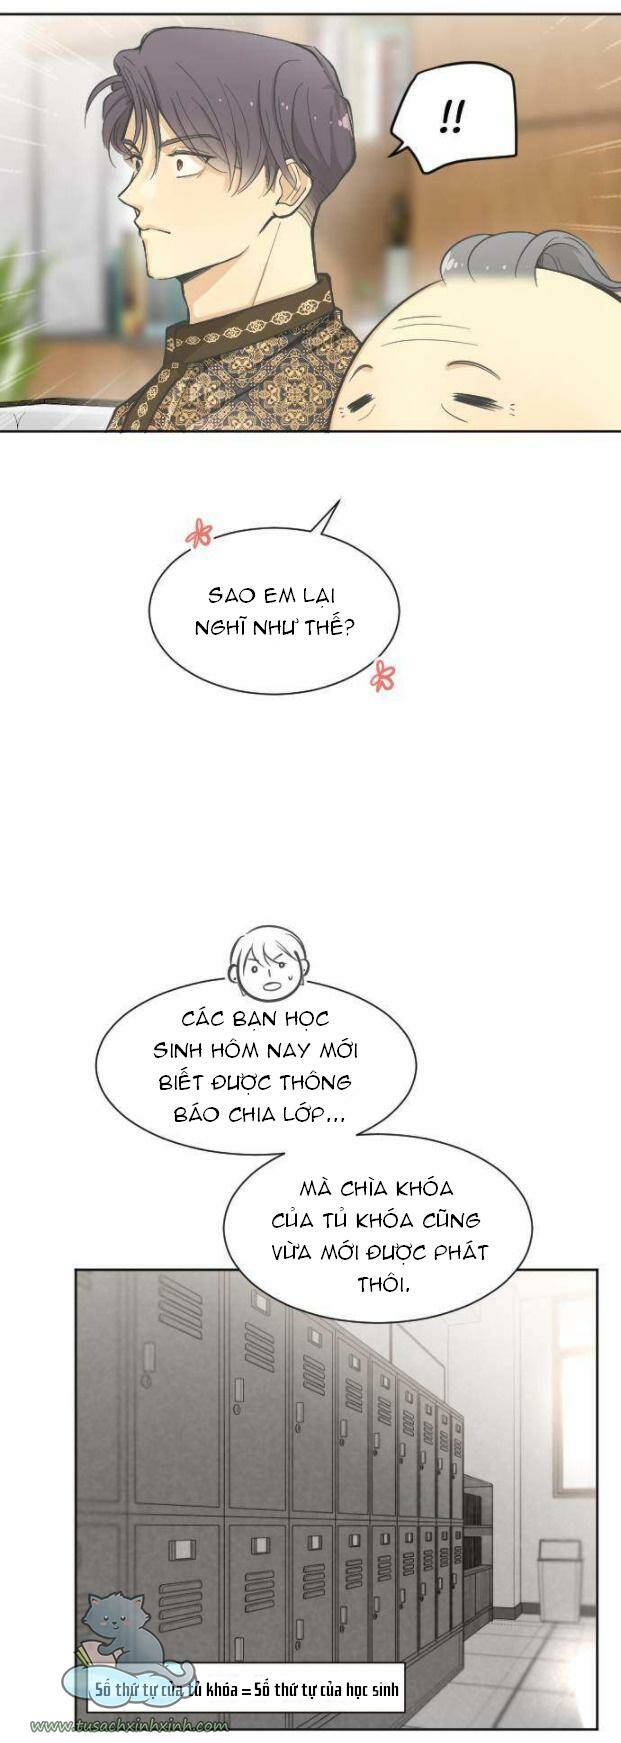 !!
SAO EM LẠI
NGHĨ NHƯ THẾ?
CÁC BẠN HỌC
SINH HÔM NAY MỚI
BIẾT ĐƯỢC THÔNG
BÁO CHIA LỚP...
MÀ CHÌA KHÓA
CỦA TỦ KHÓA CŨNG
VỪA MỚI ĐƯỢC PHÁT
THÔI.
Số thứ tự của tủ khóa = Số thứ tự của học sinh
www.tusachxinhxinh.com